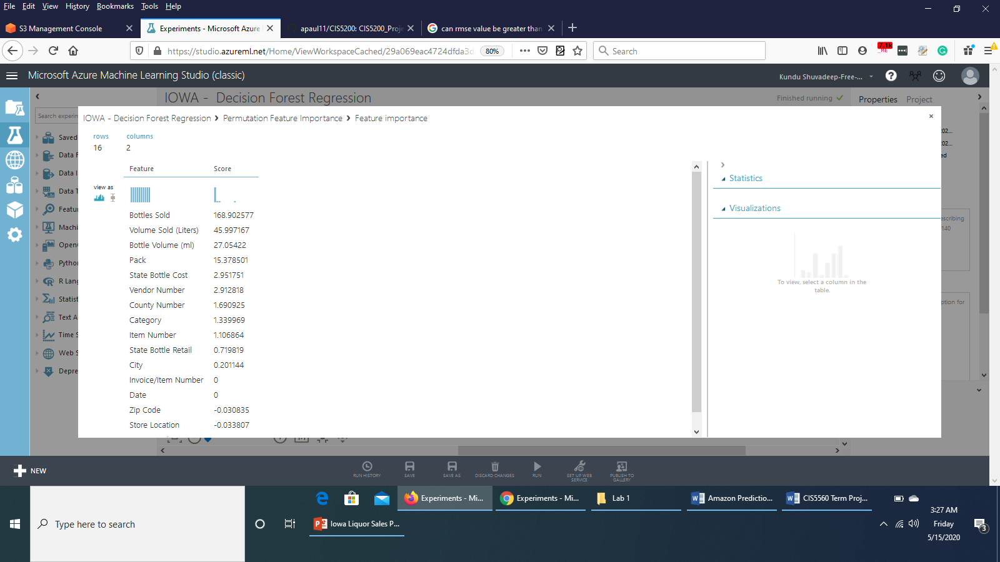 File Edit View History Bookmarks Tools Help
S3 Management Console
Experiments - Microsoft Azure
apaul11/CIS5200: CIS5200_Proje
can rmse value be greater than
https://studio.azureml.net/Home/ViewWorkspaceCached/29a069eac4724dfda3d
80%
Search
7.1k
ME
Microsoft Azure Machine Learning Studio (classic)
Kundu Shuvadeep-Free-...
IOWA - Decision Forest Regression
Finished running
Properties Project
Search experim
Saved
Data F
Data I
Data T
Featur
Machi
Open
Python
R Lang
Statist
Text A
Time S
Web S
Depre
IOWA - Decision Forest Regression > Permutation Feature Importance > Feature importance
rows columns
16 2
Feature Score
view as
Bottles Sold 168.902577
Volume Sold (Liters) 45.997167
Bottle Volume (ml) 27.05422
Pack 15.378501
State Bottle Cost 2.951751
Vendor Number 2.912818
County Number 1.690925
Category 1.339969
Item Number 1.106864
State Bottle Retail 0.719819
City 0.201144
Invoice/Item Number 0
Date 0
Zip Code -0.030835
Store Location -0.033807
Statistics
Visualizations
To view, select a column in the
table.
202...
202...
ed
escribing
140
ption for
NEW
RUN HISTORY
SAVE
SAVE AS
DISCARD CHANGES
RUN
SET UP WEB
SERVICE
PUBLISH TO
GALLERY
Experiments - Mi...
Experiments - Mi...
Lab 1
Amazon Predictio...
CIS5560 Term Proj...
Type here to search
Iowa Liquor Sales P...
3:27 AM
Friday
5/15/2020
3